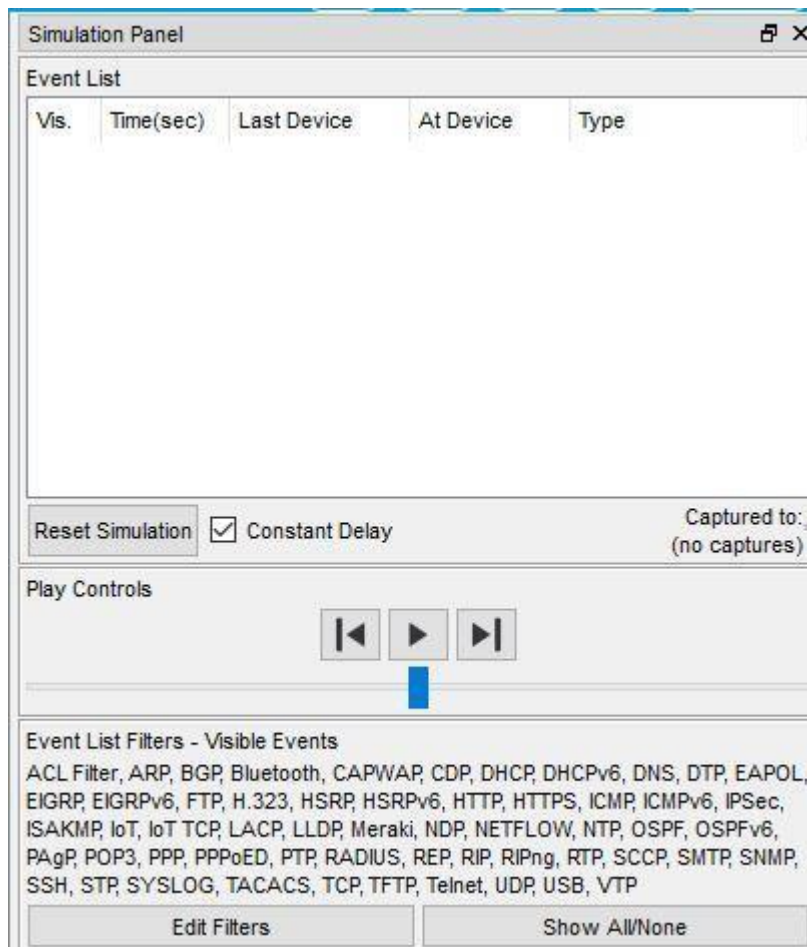 Simulation Panel
Event List
Vis. Time(sec) Last Device At Device Type
Reset Simulation Constant Delay Captured to:
(no captures)
Play Controls
Event List Filters - Visible Events
ACL Filter, ARP, BGP, Bluetooth, CAPWAP, CDP, DHCP, DHCPv6, DNS, DTP, EAPOL,
EIGRP, EIGRPv6, FTP, H.323, HSRP, HSRPv6, HTTP, HTTPS, ICMP, ICMPv6, IPSec,
ISAKMP, IoT, IoT TCP, LACP, LLDP, Meraki, NDP, NETFLOW, NTP, OSPF, OSPFv6,
PAgP, POP3, PPP, PPPoED, PTP, RADIUS, REP, RIP, RIPng, RTP, SCCP, SMTP, SNMP,
SSH, STP, SYSLOG, TACACS, TCP, TFTP, Telnet, UDP, USB, VTP
Edit Filters Show All/None